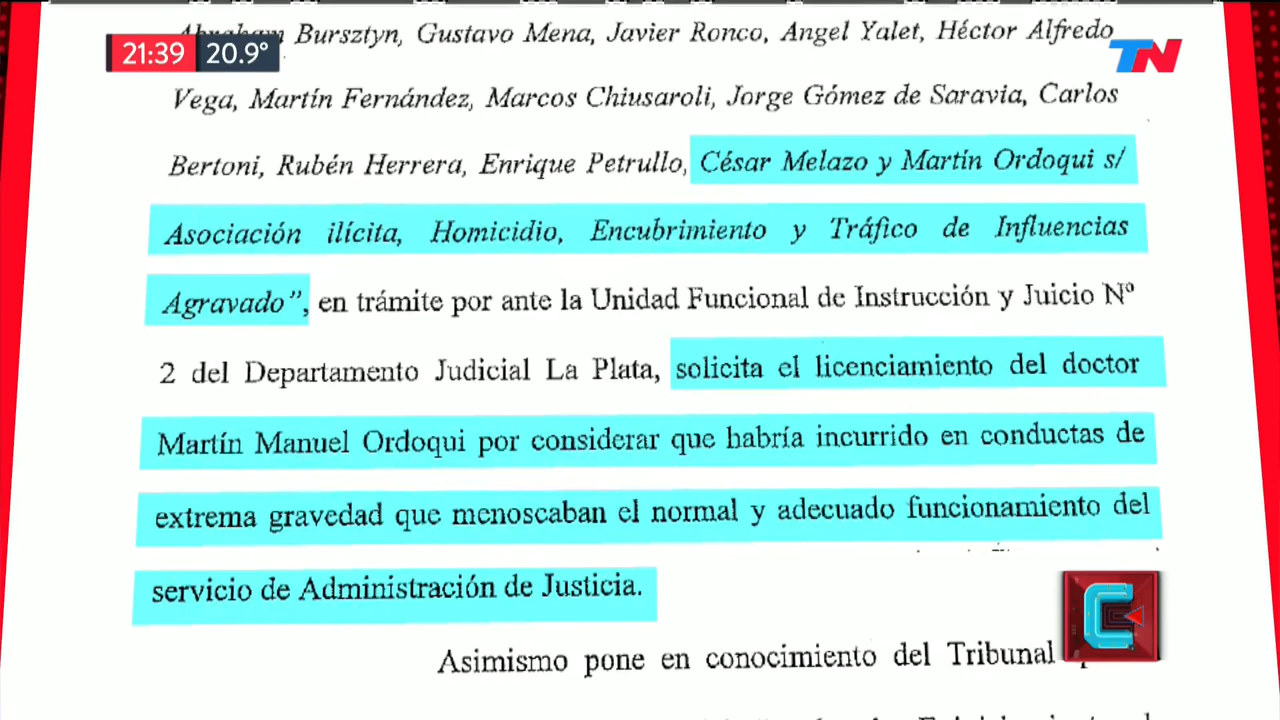 Abraham Bursztyn, Gustavo Mena, Javier Ronco, Angel Yalet, Héctor Alfredo
21:39 20.9°
TN
Vega, Martín Fernández, Marcos Chiusaroli, Jorge Gómez de Saravia, Carlos
Bertoni, Rubén Herrera, Enrique Petrullo, César Melazo y Martín Ordoqui s/
Asociación ilícita, Homicidio, Encubrimiento y Tráfico de Influencias
Agravado”, en trámite por ante la Unidad Funcional de Instrucción y Juicio Nº
2 del Departamento Judicial La Plata, solicita el licenciamiento del doctor
Martín Manuel Ordoqui por considerar que habría incurrido en conductas de
extrema gravedad que menoscaban el normal y adecuado funcionamiento del
servicio de Administración de Justicia.
C
Asimismo pone en conocimiento del Tribunal